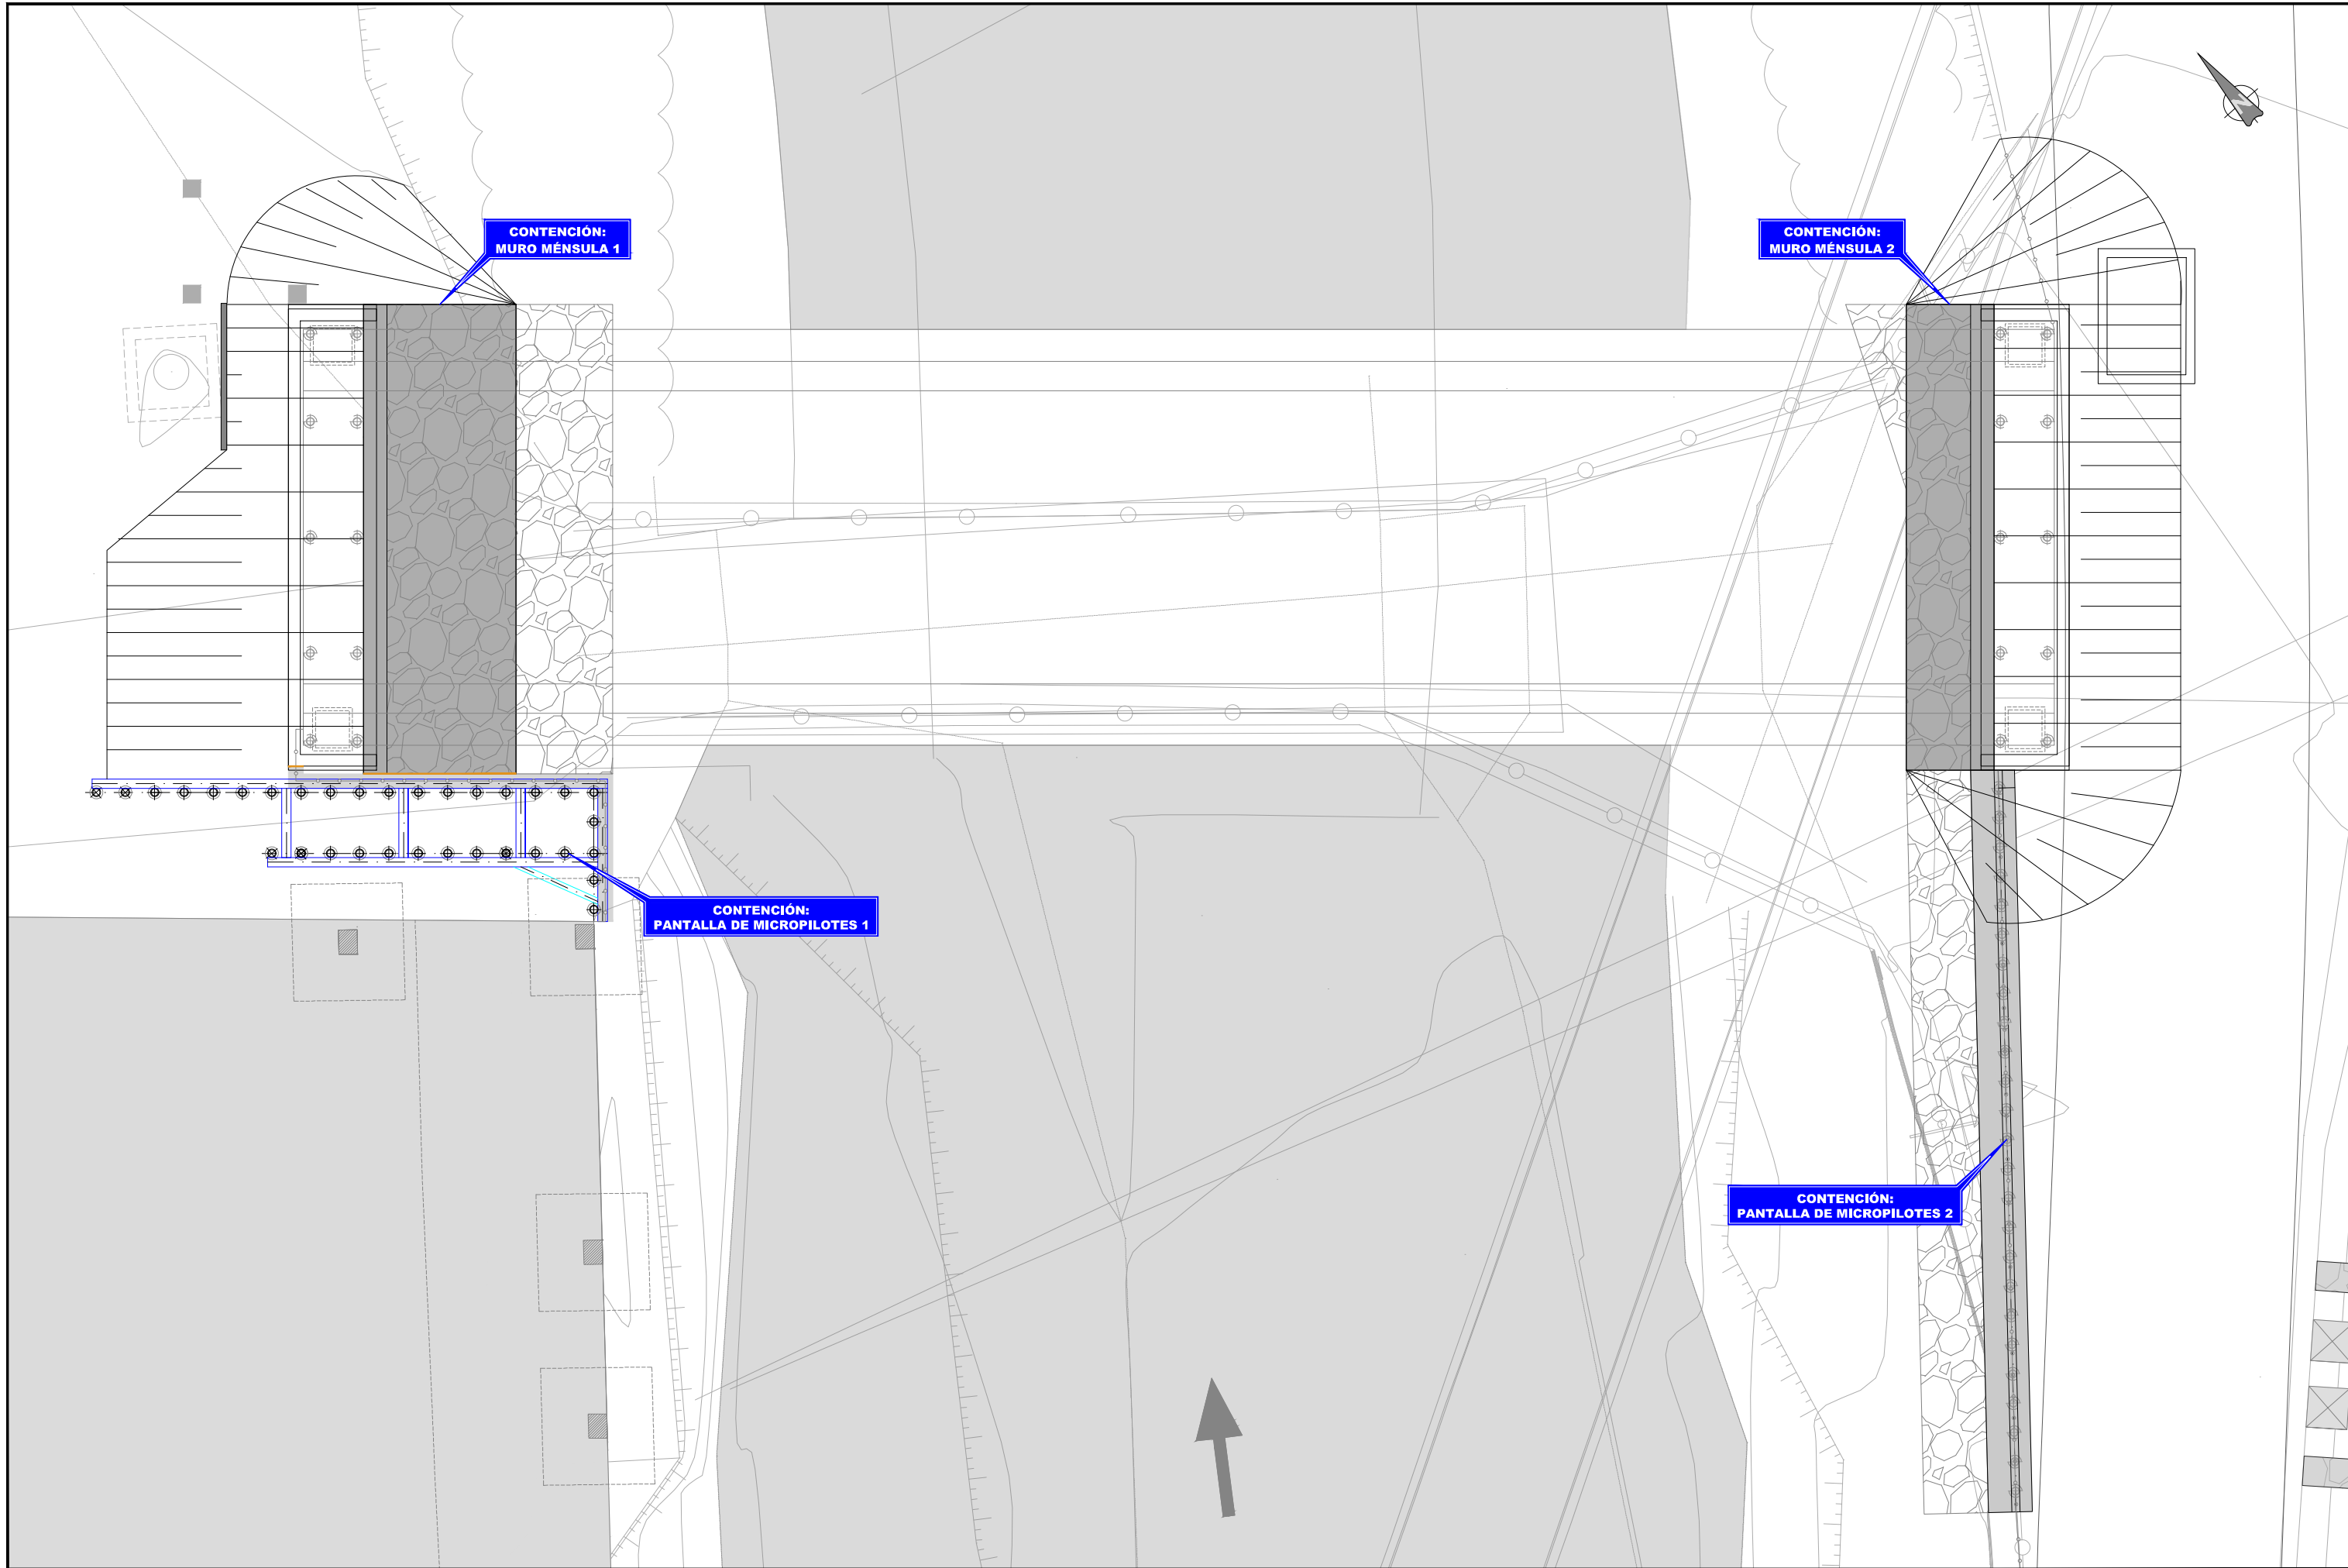 CONTENCIÓN:
MURO MÉNSULA 1
CONTENCIÓN:
MURO MÉNSULA 2
CONTENCIÓN:
PANTALLA DE MICROPILOTES 1
CONTENCIÓN:
PANTALLA DE MICROPILOTES 2
N